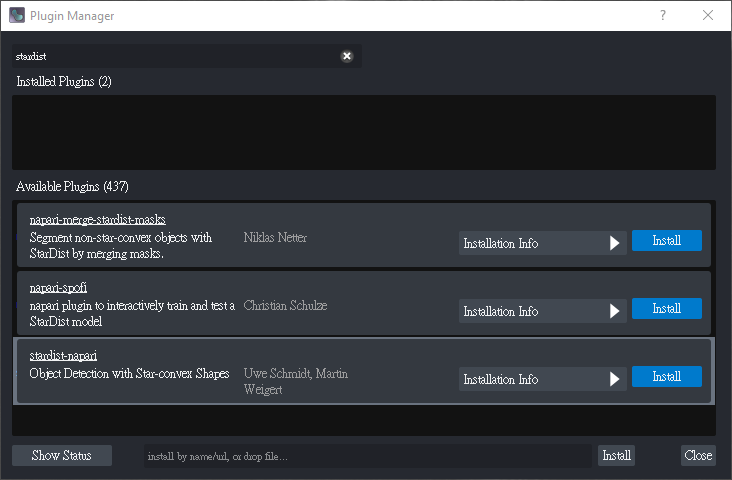 Plugin Manager
?
stardist
Installed Plugins (2)
Available Plugins (437)
napari-merge-stardist-masks
Segment non-star-convex objects with
StarDist by merging masks.
Niklas Netter
Installation Info
Install
napari-spofi
napari plugin to interactively train and test a
StarDist model
Christian Schulze
Installation Info
Install
stardist-napari
Object Detection with Star-convex Shapes
Uwe Schmidt, Martin
Weigert
Installation Info
Install
Show Status
install by name/url, or drop file...
Install
Close